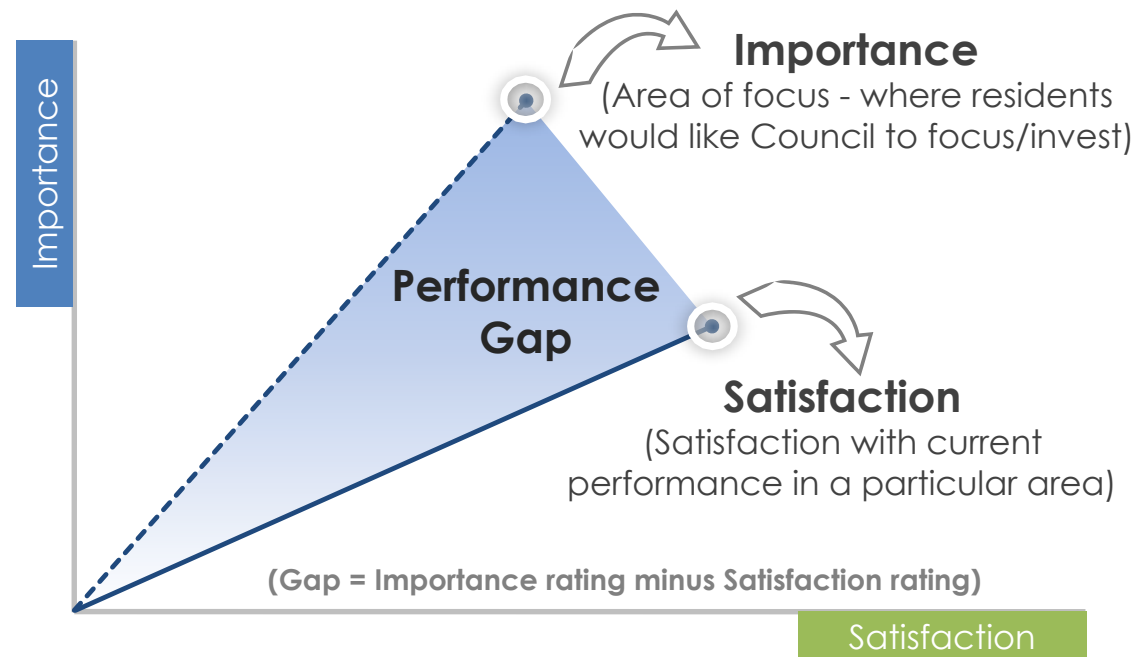 Importance
Importance
(Area of focus - where residents
would like Council to focus/invest)
Performance
Gap
Satisfaction
(Satisfaction with current
performance in a particular area)
(Gap = Importance rating minus Satisfaction rating)
Satisfaction